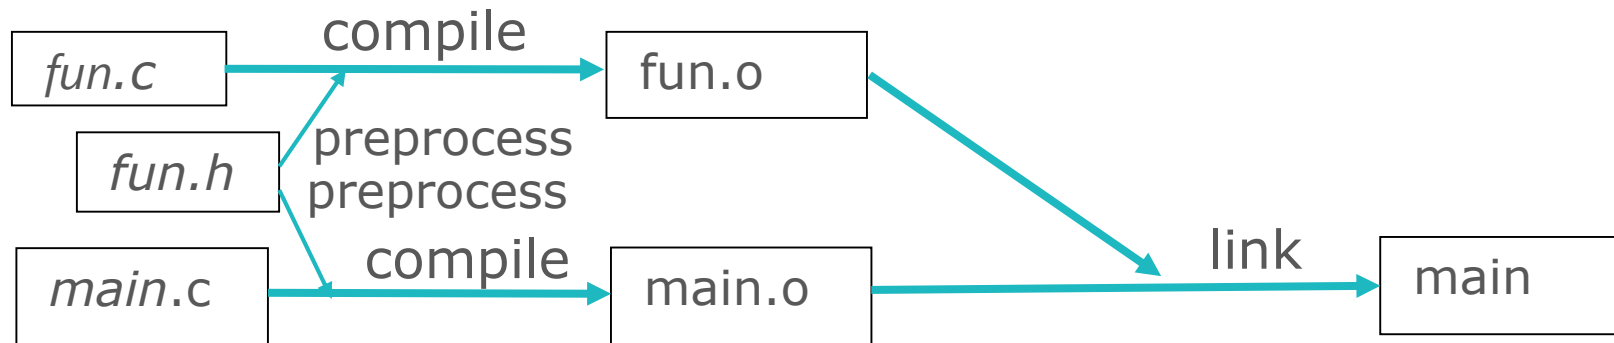 compile
fun.c
fun.o
preprocess
fun.h
preprocess
compile
link
main.c
main.o
main